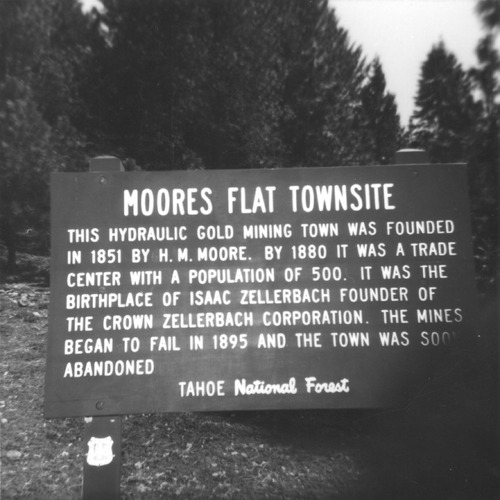 MOORES FLAT TOWNSITE
THIS HYDRAULIC GOLD MINING TOWN WAS FOUNDED
IN 1851 BY H. M. MOORE. BY 1880 IT WAS A TRADE
CENTER WITH A POPULATION OF 500. IT WAS THE
BIRTHPLACE OF ISAAC ZELLERBACH FOUNDER OF
THE CROWN ZELLERBACH CORPORATION. THE MINES
BEGAN TO FAIL IN 1895 AND THE TOWN WAS SOON
ABANDONED
TAHOE National Forest